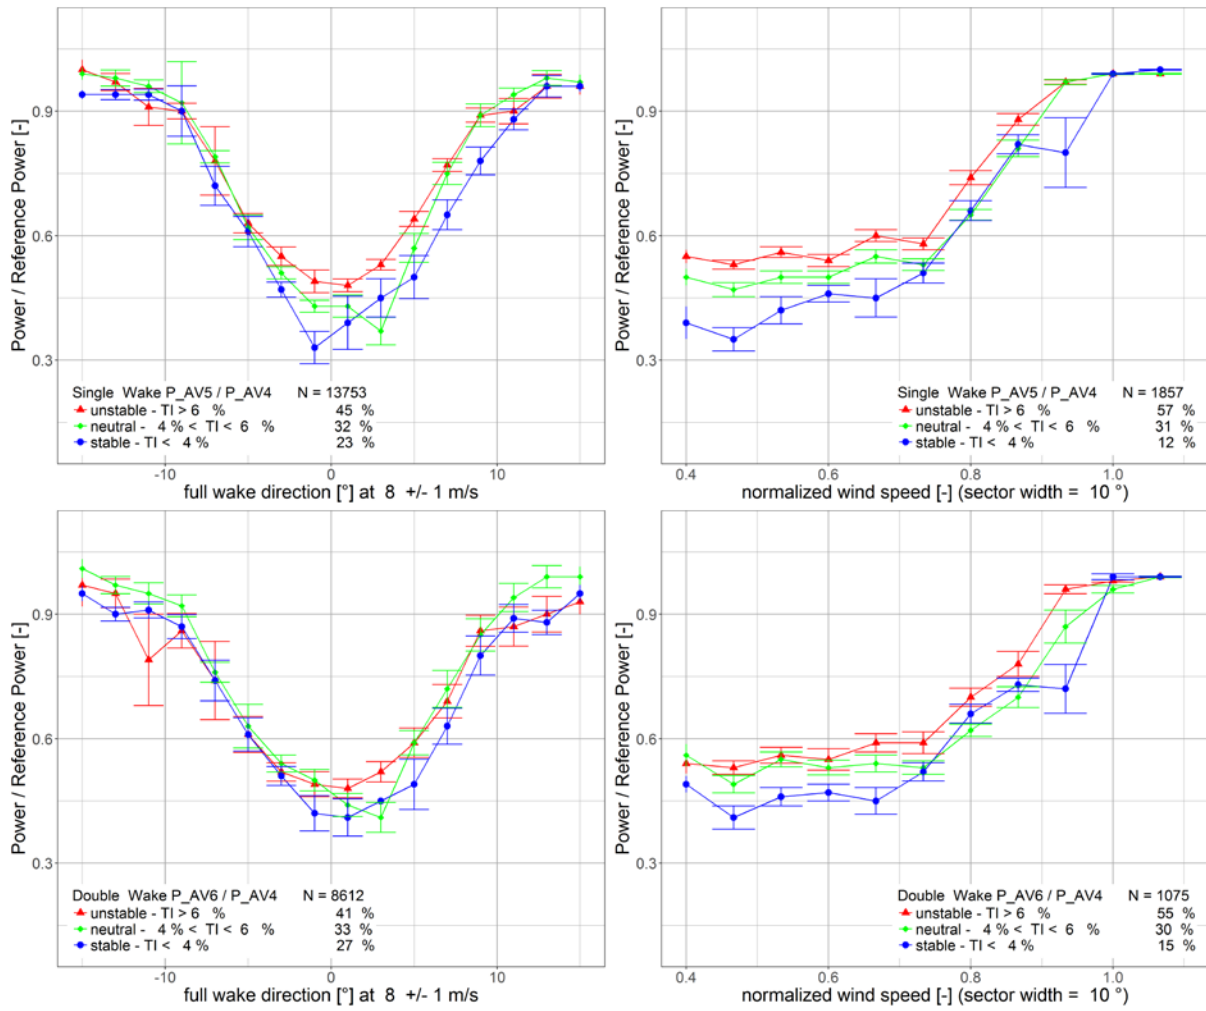 0.9
0.6
0.3
Power / Reference Power [-]
Single Wake P_AV5 / P_AV4 N = 13753
unstable - TI > 6 % 45 %
neutral - 4 % < TI < 6 % 32 %
stable - TI < 4 % 23 %
-10 0 10
full wake direction [°] at 8 +/- 1 m/s
0.9
0.6
0.3
Power / Reference Power [-]
Single Wake P_AV5 / P_AV4 N = 1857
unstable - TI > 6 % 57 %
neutral - 4 % < TI < 6 % 31 %
stable - TI < 4 % 12 %
0.4 0.6 0.8 1.0
normalized wind speed [-] (sector width = 10 °)
0.9
0.6
0.3
Power / Reference Power [-]
Double Wake P_AV6 / P_AV4 N = 8612
unstable - TI > 6 % 41 %
neutral - 4 % < TI < 6 % 33 %
stable - TI < 4 % 27 %
-10 0 10
full wake direction [°] at 8 +/- 1 m/s
0.9
0.6
0.3
Power / Reference Power [-]
Double Wake P_AV6 / P_AV4 N = 1075
unstable - TI > 6 % 55 %
neutral - 4 % < TI < 6 % 30 %
stable - TI < 4 % 15 %
0.4 0.6 0.8 1.0
normalized wind speed [-] (sector width = 10 °)